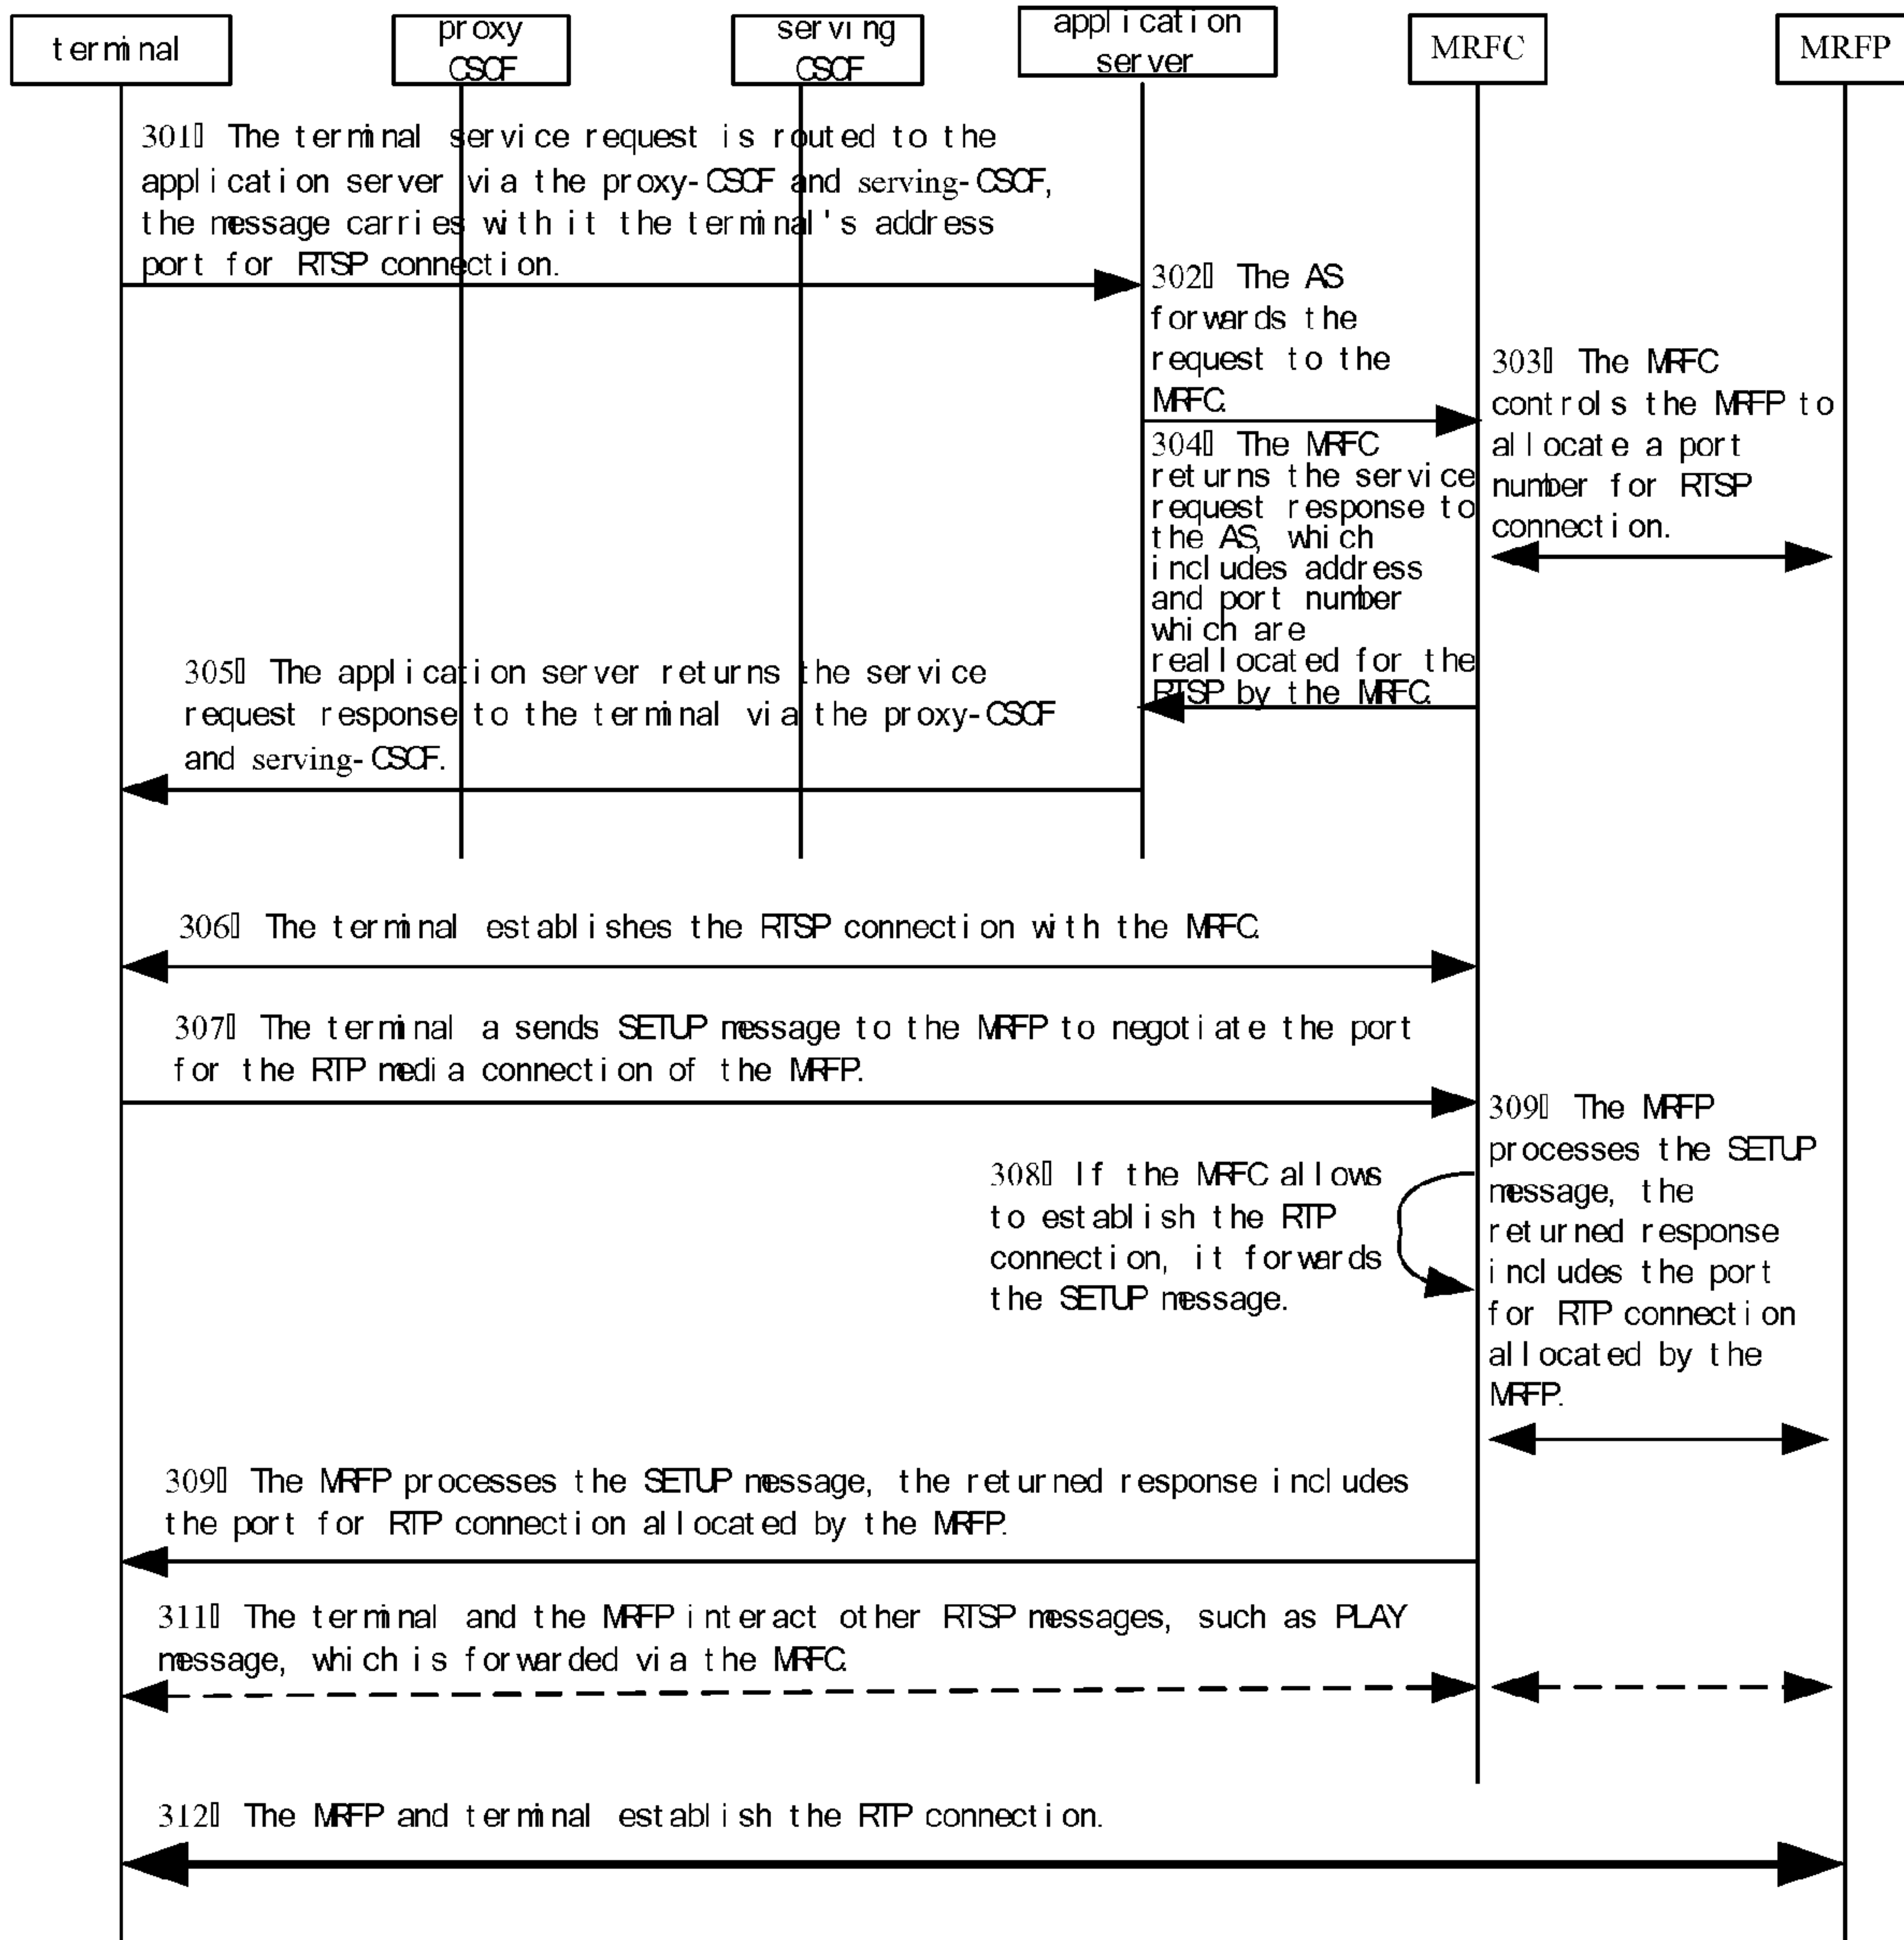 terminal
proxy
CSCF
serving
CSCF
application
server
MRFC
MRFP
301▯ The terminal service request is routed to the
application server via the proxy-CSCF and serving-CSCF,
the message carries with it the terminal's address
port for RTSP connection.
302▯ The AS
forwards the
request to the
MRFC.
303▯ The MRFC
controls the MRFP to
allocate a port
number for RTSP
connection.
304▯ The MRFC
returns the service
request response to
the AS, which
includes address
and port number
which are
reallocated for the
RTSP by the MRFC.
305▯ The application server returns the service
request response to the terminal via the proxy-CSCF
and serving-CSCF.
306▯ The terminal establishes the RTSP connection with the MRFC.
307▯ The terminal a sends SETUP message to the MRFP to negotiate the port
for the RTP media connection of the MRFP.
308▯ If the MRFC allows
to establish the RTP
connection, it forwards
the SETUP message.
309▯ The MRFP
processes the SETUP
message, the
returned response
includes the port
for RTP connection
allocated by the
MRFP.
309▯ The MRFP processes the SETUP message, the returned response includes
the port for RTP connection allocated by the MRFP.
311▯ The terminal and the MRFP interact other RTSP messages, such as PLAY
message, which is forwarded via the MRFC.
312▯ The MRFP and terminal establish the RTP connection.